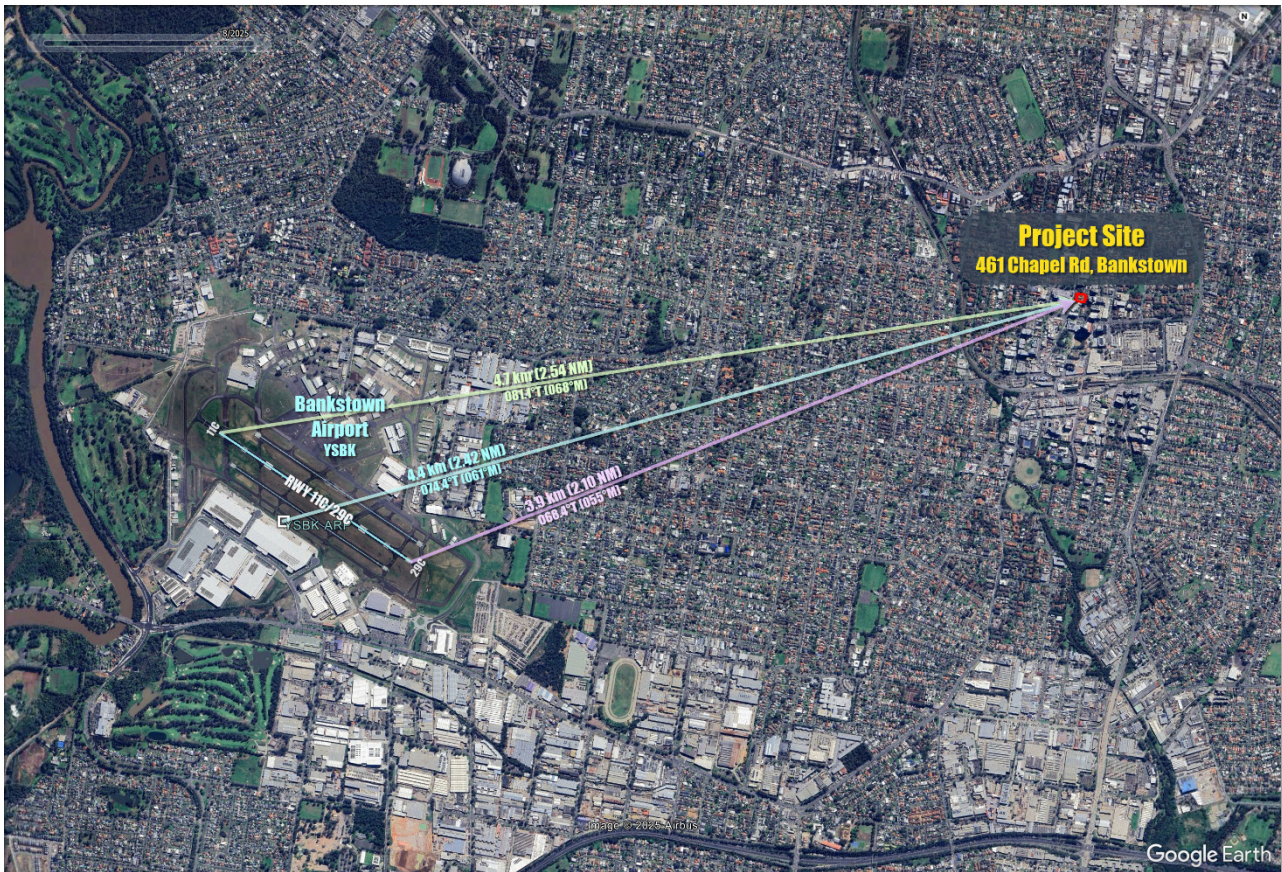 8/2025
N
Project Site
461 Chapel Rd, Bankstown
4.7 km (2.54 NM)
081.4°T (068°M)
Bankstown
Airport
YSBK
11C
4.4 km (2.42 NM)
074.4°T (061°M)
3.9 km (2.10 NM)
068.4°T (055°M)
RWY 11C/29C
YSBK ARP
29C
Image © 2025 Airbus
Google Earth